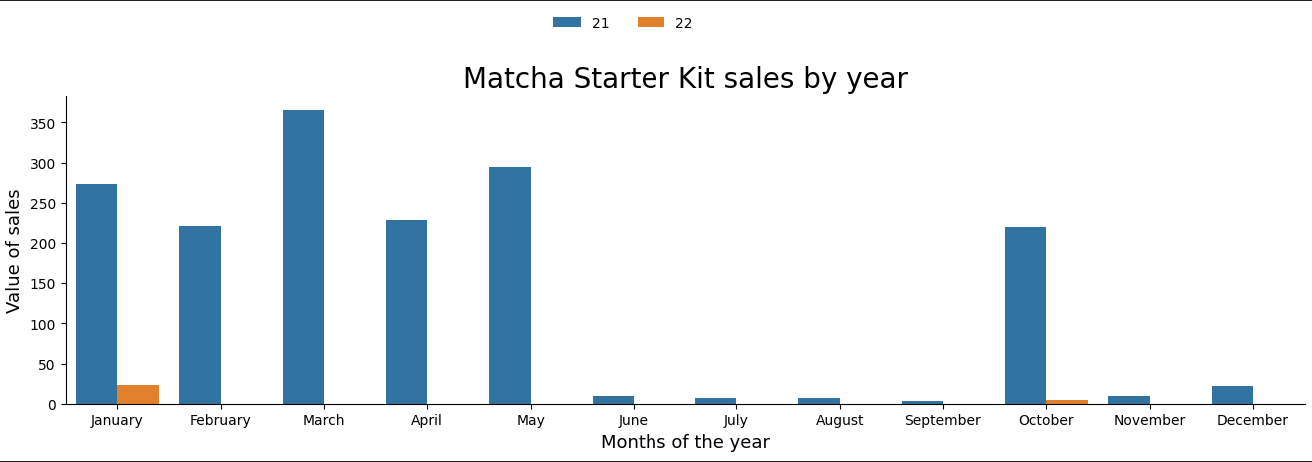 21 22
Matcha Starter Kit sales by year
Value of sales
350
300
250
200
150
100
50
0
January February March April May June July August September October November December
Months of the year